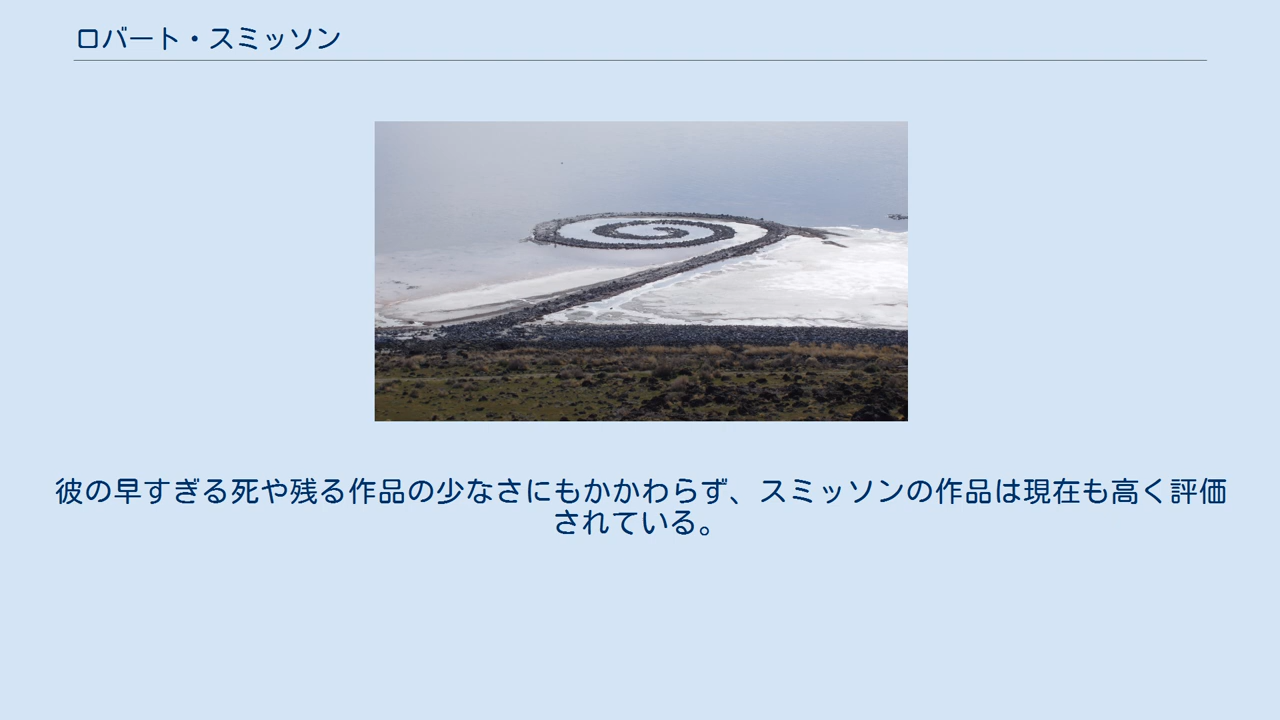 ロバート・スミッソン
彼の早すぎる死や残る作品の少なさにもかかわらず、スミッソンの作品は現在も高く評価
されている。